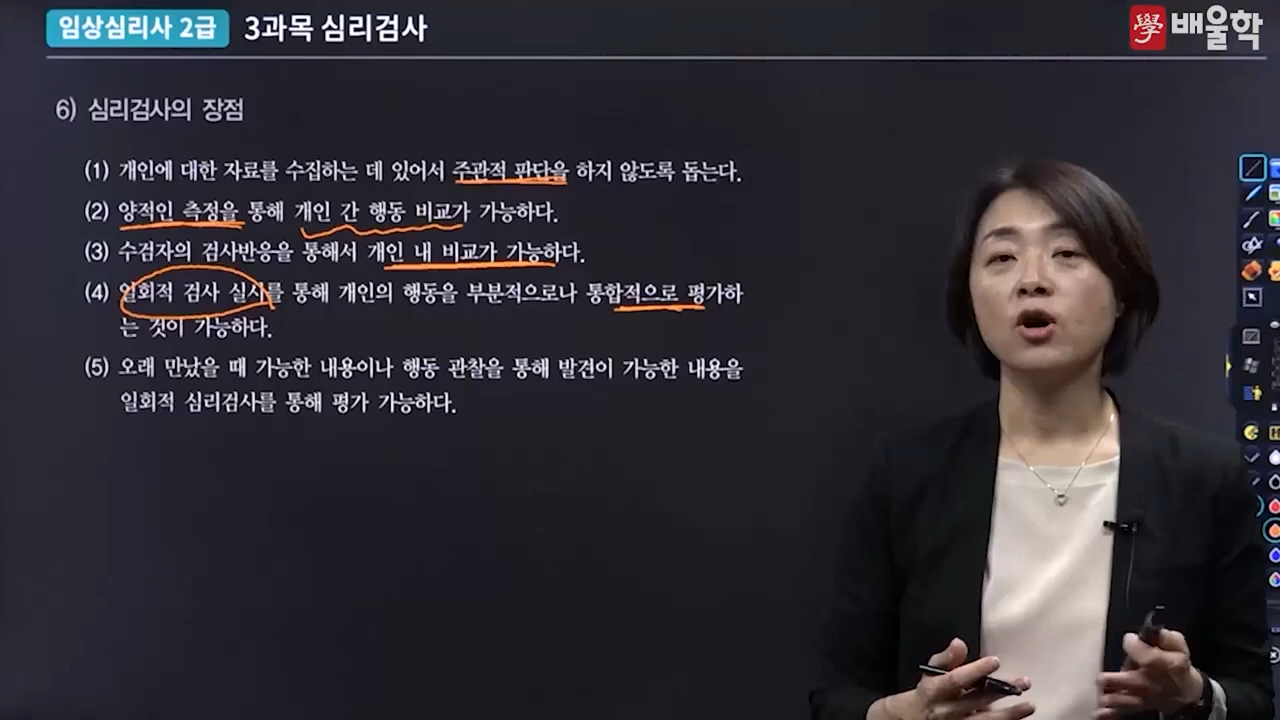 임상심리사 2급 3과목 심리검사
學 배울학
6) 심리검사의 장점
(1) 개인에 대한 자료를 수집하는 데 있어서 주관적 판단을 하지 않도록 돕는다.
(2) 양적인 측정을 통해 개인 간 행동 비교가 가능하다.
(3) 수검자의 검사반응을 통해서 개인 내 비교가 가능하다.
(4) 일회적 검사 실시를 통해 개인의 행동을 부분적으로나 통합적으로 평가하
는 것이 가능하다.
(5) 오래 만났을 때 가능한 내용이나 행동 관찰을 통해 발견이 가능한 내용을
일회적 심리검사를 통해 평가 가능하다.